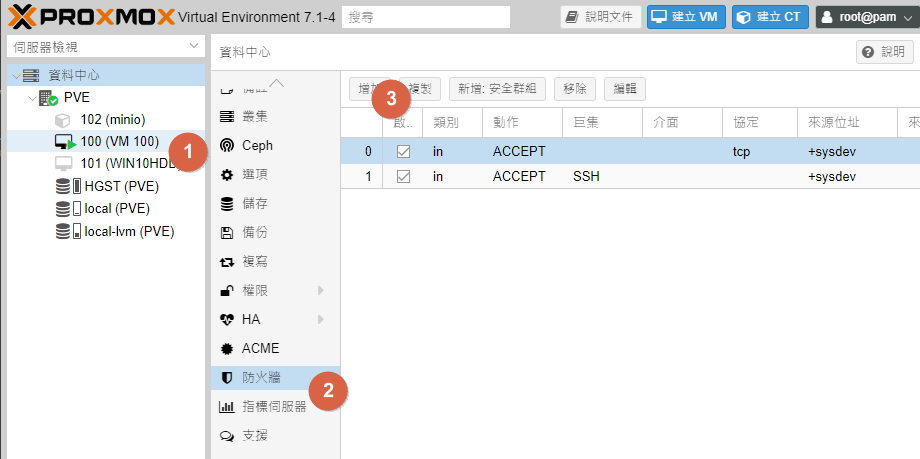 PROXMOX Virtual Environment 7.1-4 搜尋 說明文件 建立 VM 建立 CT root@pam
伺服器檢視
資料中心
PVE
102 (minio)
100 (VM 100)
1
101 (WIN10HDD
HGST (PVE)
local (PVE)
local-lvm (PVE)
資料中心 說明
叢集
Ceph
選項
儲存
備份
複寫
權限
HA
ACME
防火牆
2
指標伺服器
支援
增加 3 複製 新增: 安全群組 移除 編輯
啟.. 類別 動作 巨集 介面 協定 來源位址 來
0 in ACCEPT tcp +sysdev
1 in ACCEPT SSH +sysdev